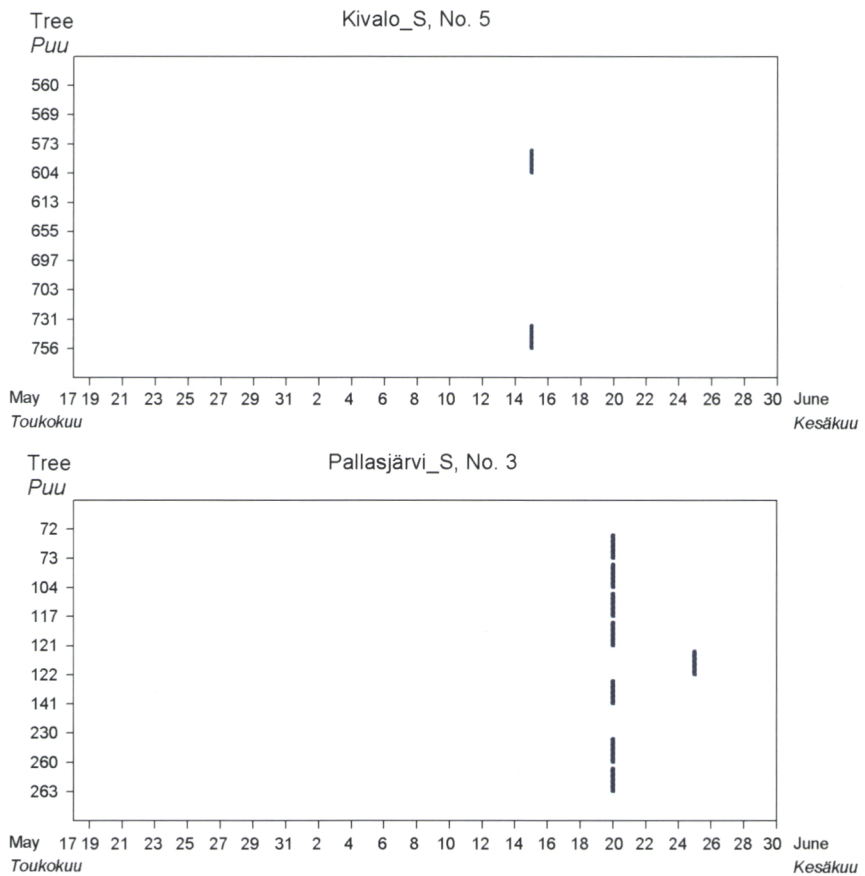 Tree Kivalo_S, No. 5
Puu
560
569
573
604
613
655
697
703
731
756
May 17 19 21 23 25 27 29 31 2 4 6 8 10 12 14 16 18 20 22 24 26 28 30 June
Toukokuu Kesäkuu
Tree Pallasjärvi_S, No. 3
Puu
72
73
104
117
121
122
141
230
260
263
May 17 19 21 23 25 27 29 31 2 4 6 8 10 12 14 16 18 20 22 24 26 28 30 June
Toukokuu Kesäkuu